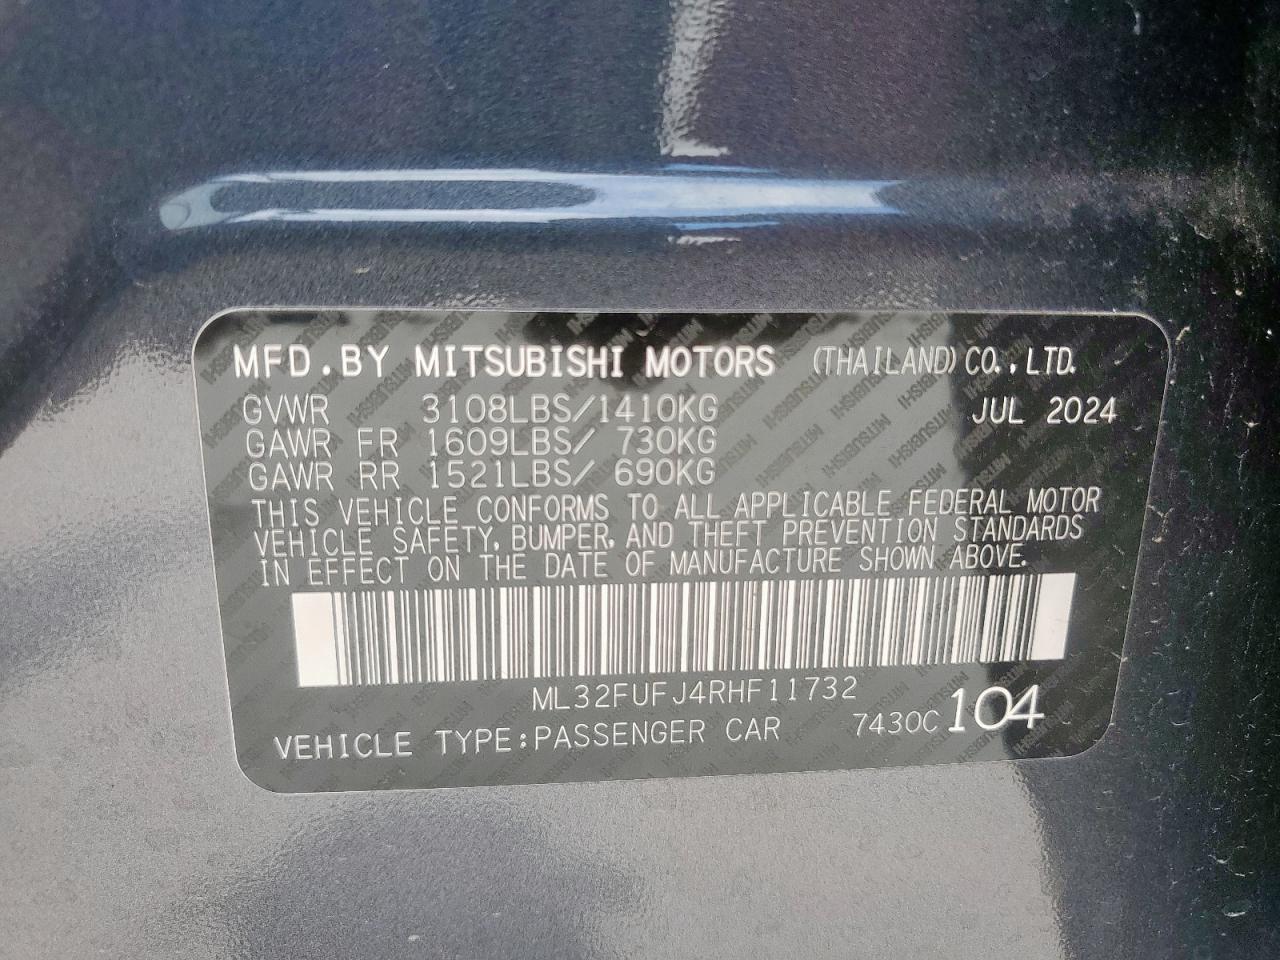 MFD.BY MITSUBISHI MOTORS (THAILAND) CO.,LTD.
GVWR 3108LBS/1410KG JUL 2024
GAWR FR 1609LBS/ 730KG
GAWR RR 1521LBS/ 690KG
THIS VEHICLE CONFORMS TO ALL APPLICABLE FEDERAL MOTOR
VEHICLE SAFETY, BUMPER, AND THEFT PREVENTION STANDARDS
IN EFFECT ON THE DATE OF MANUFACTURE SHOWN ABOVE.
ML32FUFJ4RHF11732
VEHICLE TYPE:PASSENGER CAR 7430C 104